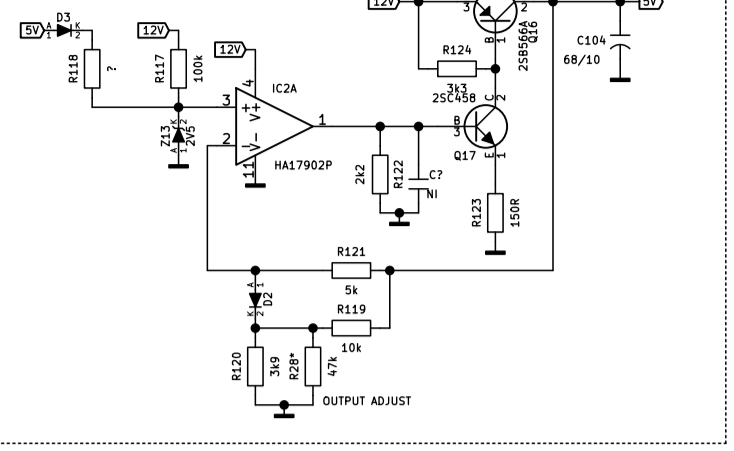 12V
3
2
5V
D3
5V
A
1
K
2
12V
12V
B
1
2SB566A
Q16
C104
68/10
R118
?
R117
100k
R124
3k3
2SC458
4
IC2A
C
2
3
V+
+
1
B
3
Z13
K
2
A
1
2V5
2
-
V-
11
HA17902P
Q17
E
1
2k2
R122
C?
NI
R123
150R
R121
5k
A
1
D2
K
2
R119
10k
R120
3k9
R28*
47k
OUTPUT ADJUST